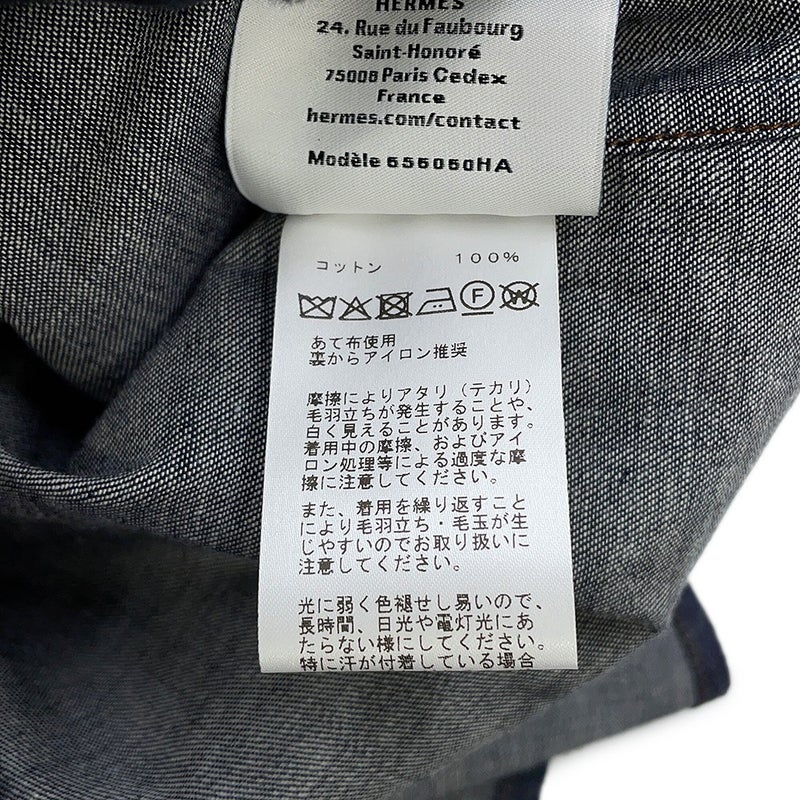 HERMES
24, Rue du Faubourg
Saint-Honoré
75008 Paris Cedex
France
hermes.com/contact
Modèle 656060HA
コットン 100%
F
W
あて布使用
裏からアイロン推奨
摩擦によりアタリ（テカリ）
毛羽立ちが発生することや、
白く見えることがあります。
着用中の摩擦、およびアイ
ロン処理等による過度な摩
擦に注意してください。
また、着用を繰り返すこと
により毛羽立ち・毛玉が生
じやすいのでお取り扱いに
注意してください。
光に弱く色褪せし易いので、
長時間、日光や電灯光にあ
たらない様にしてください。
特に汗が付着している場合